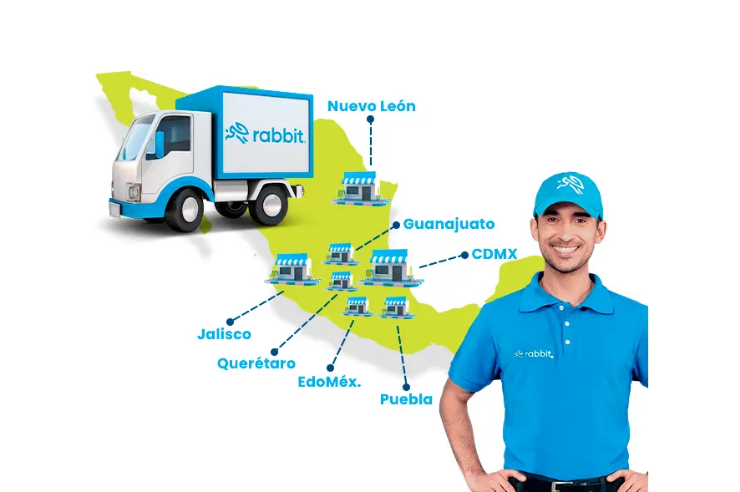 Nuevo León
rabbit.
Guanajuato
CDMX
Jalisco
Querétaro
EdoMéx.
Puebla
rabbit.